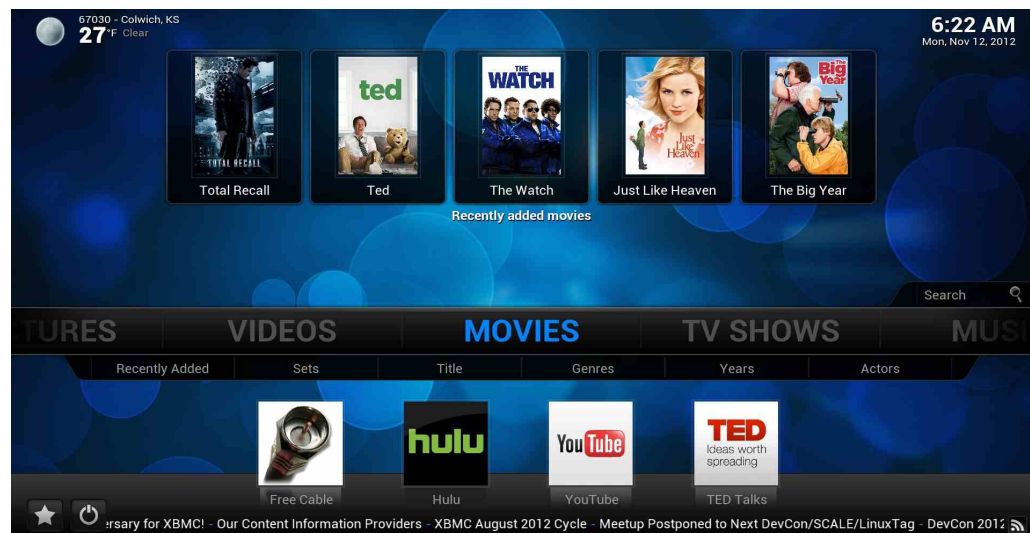 67030 - Colwich, KS
27°F Clear
6:22 AM
Mon, Nov 12, 2012
TOTAL RECALL
ted
THE
WATCH
Just
Like
Heaven
The
Big
Year
Total Recall
Ted
The Watch
Just Like Heaven
The Big Year
Recently added movies
Search
TURES VIDEOS MOVIES TV SHOWS MUS
Recently Added Sets Title Genres Years Actors
hulu
YouTube
TED
Ideas worth
spreading
Free Cable
Hulu
YouTube
TED Talks
ersary for XBMC! - Our Content Information Providers - XBMC August 2012 Cycle - Meetup Postponed to Next DevCon/SCALE/LinuxTag - DevCon 2012